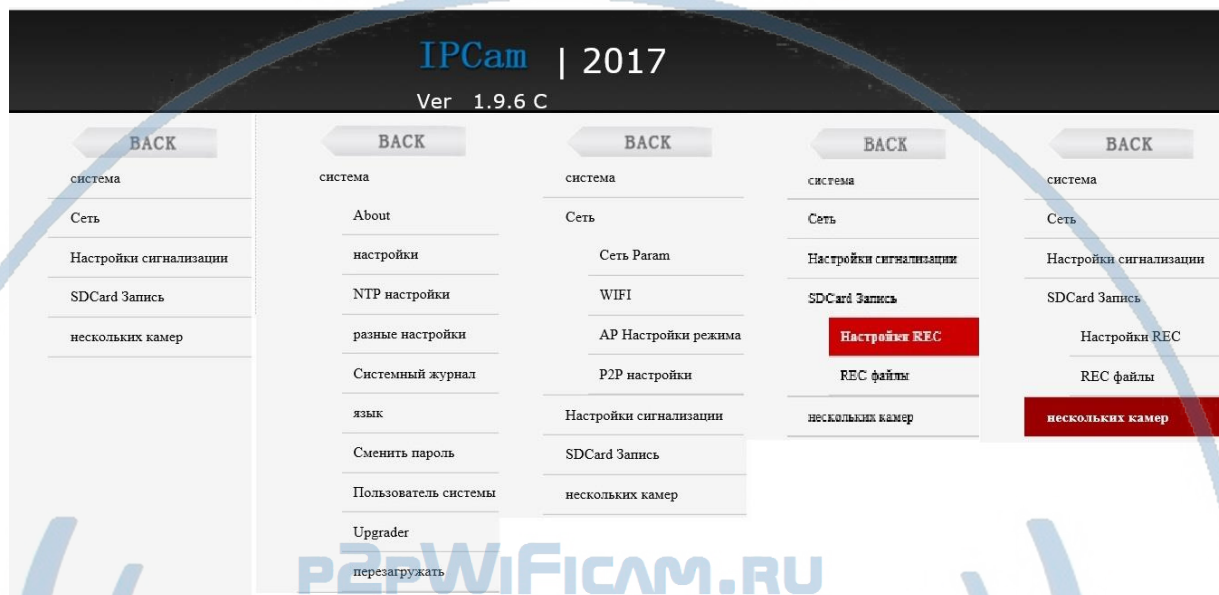 IPCam | 2017
Ver 1.9.6 C
BACK
система
Сеть
Настройки сигнализации
SDCard Запись
нескольких камер
BACK
система
About
настройки
NTP настройки
разные настройки
Системный журнал
язык
Сменить пароль
Пользователь системы
Upgrader
перезагружать
BACK
система
Сеть
Сеть Param
WIFI
AP Настройки режима
P2P настройки
Настройки сигнализации
SDCard Запись
нескольких камер
BACK
система
Сеть
Настройки сигнализации
SDCard Запись
Настройки REC
REC файлы
нескольких камер
BACK
система
Сеть
Настройки сигнализации
SDCard Запись
Настройки REC
REC файлы
нескольких камер
P2PWIFICAM.RU